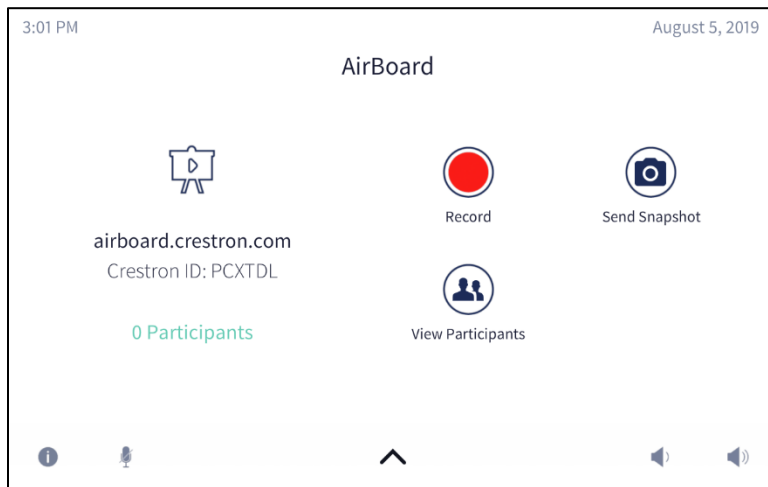 3:01 PM
August 5, 2019
AirBoard
airboard.crestron.com
Crestron ID: PCXTDL
0 Participants
Record
Send Snapshot
View Participants